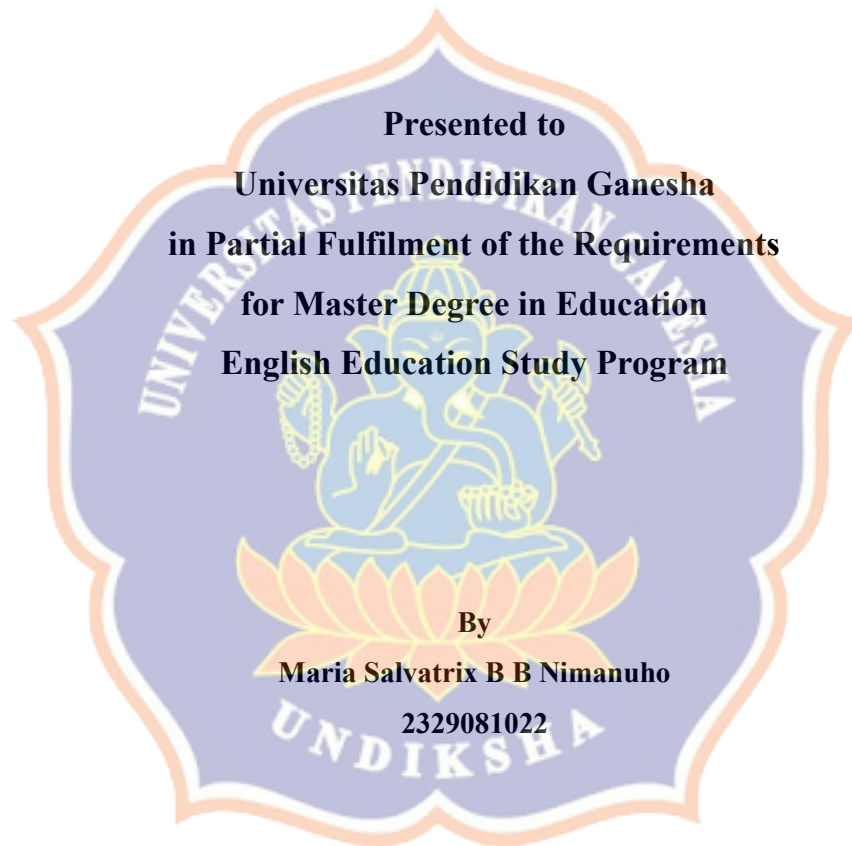 Presented to
Universitas Pendidikan Ganesha
in Partial Fulfilment of the Requirements
for Master Degree in Education
English Education Study Program
By
Maria Salvatrix B B Nimanuho
2329081022
UNIVERSITAS PENDIDIKAN GANESHA
UNDIKSHA